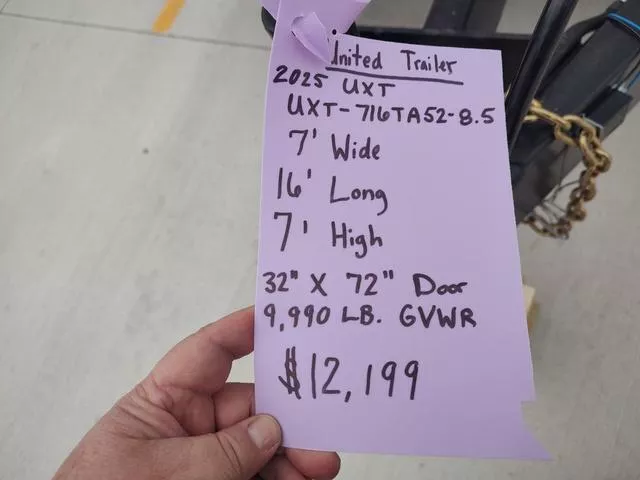 United Trailer
2025 UXT
UXT-716TA52-8.5
7' Wide
16' Long
7' High
32" X 72" Door
9,990 LB. GVWR
$12,199